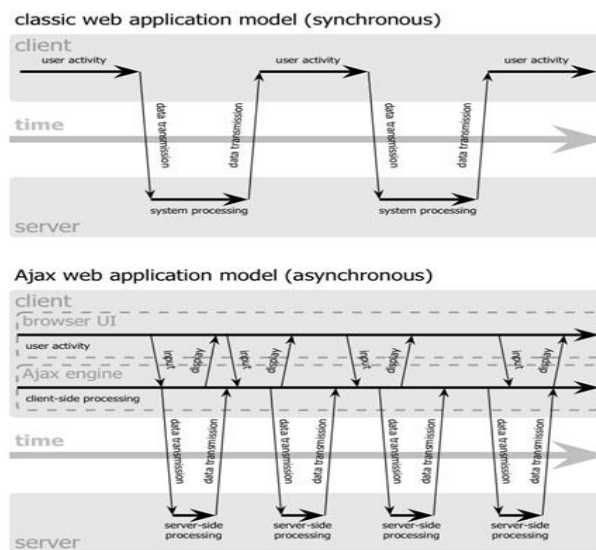 classic web application model (synchronous)
client
user activity
user activity
user activity
data transmission
data transmission
data transmission
data transmission
time
system processing
system processing
server
Ajax web application model (asynchronous)
client
browser UI
user activity
input
display
input
display
input
display
input
display
Ajax engine
client-side processing
data transmission
data transmission
data transmission
data transmission
data transmission
data transmission
data transmission
data transmission
time
server-side
processing
server-side
processing
server-side
processing
server-side
processing
server